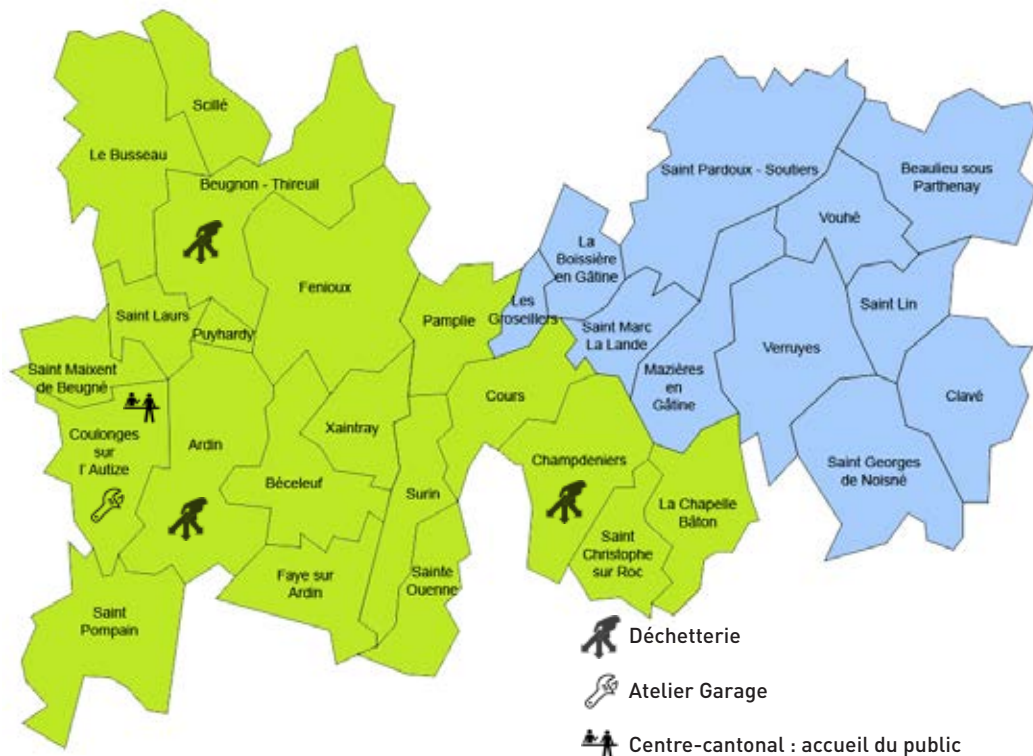 Scillé
Le Busseau
Beugnon - Thireuil
Saint Pardoux - Soutiers
Beaulieu sous
Parthenay
Vouhé
La
Boissière
en Gâtine
Fenioux
Les
Groseillers
Saint Lin
Saint Laurs
Pamplie
Puyhardy
Saint Marc
La Lande
Verruyes
Saint Maixent
de Beugné
Mazières
en
Gâtine
Clavé
Cours
Coulonges
sur
l' Autize
Ardin
Xaintray
Champdeniers
Saint Georges
de Noisné
Béceleuf
Surin
La Chapelle
Bâton
Saint
Christophe
sur Roc
Faye sur
Ardin
Sainte
Ouenne
Saint
Pompain
Déchetterie
Atelier Garage
Centre-cantonal : accueil du public